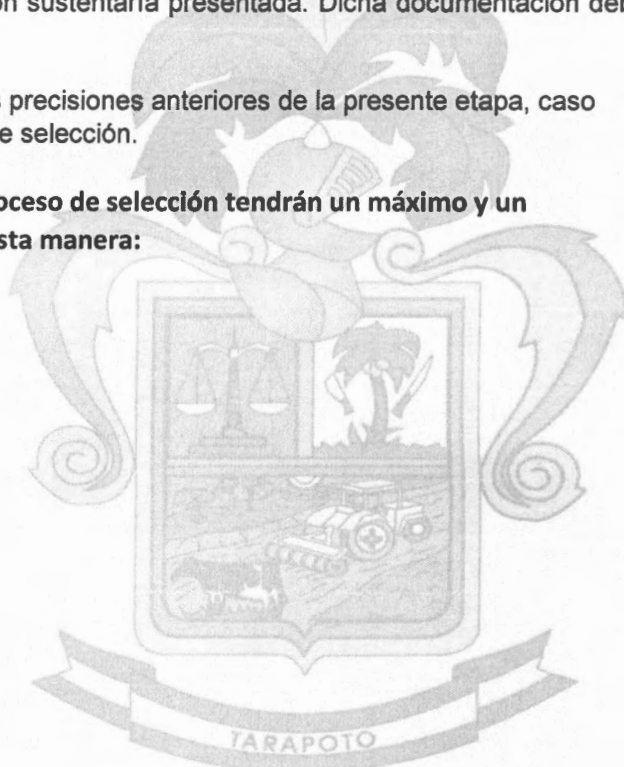 ón sustentaria presentada. Dicha documentación deb
s precisiones anteriores de la presente etapa, caso
e selección.
oceso de selección tendrán un máximo y un
sta manera:
TARAPOTO